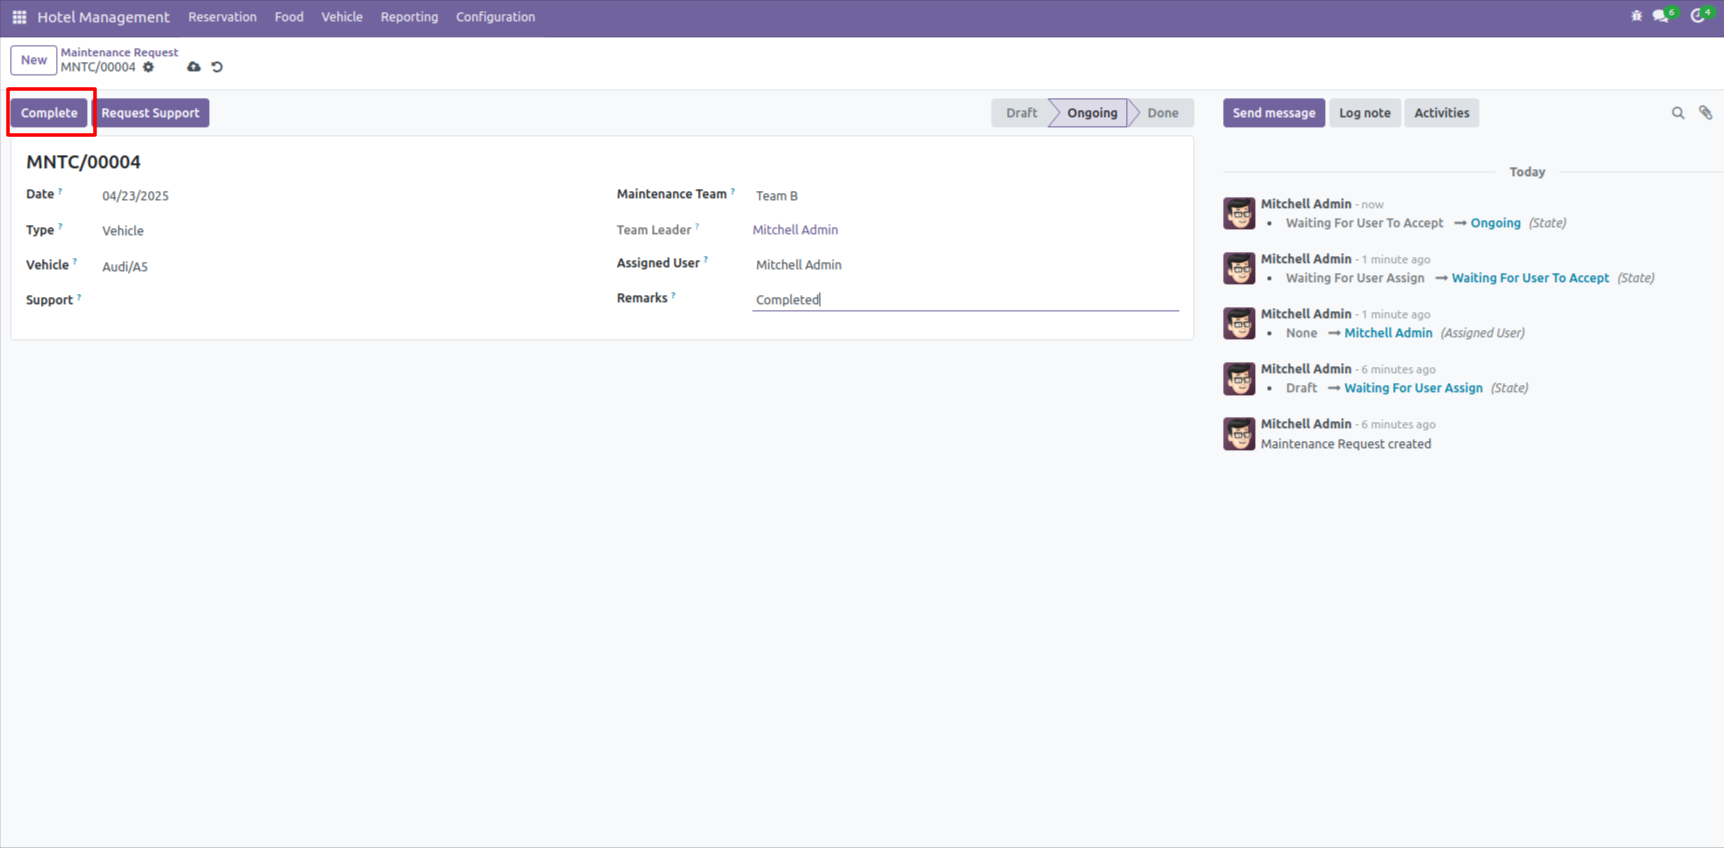 Hotel Management Reservation Food Vehicle Reporting Configuration 6 4
New Maintenance Request
MNTC/00004
Complete Request Support Draft Ongoing Done Send message Log note Activities
MNTC/00004
Date ? 04/23/2025
Type ? Vehicle
Vehicle ? Audi/A5
Support ?
Maintenance Team ? Team B
Team Leader ? Mitchell Admin
Assigned User ? Mitchell Admin
Remarks ? Completed
Today
Mitchell Admin - now
• Waiting For User To Accept → Ongoing (State)
Mitchell Admin - 1 minute ago
• Waiting For User Assign → Waiting For User To Accept (State)
Mitchell Admin - 1 minute ago
• None → Mitchell Admin (Assigned User)
Mitchell Admin - 6 minutes ago
• Draft → Waiting For User Assign (State)
Mitchell Admin - 6 minutes ago
Maintenance Request created